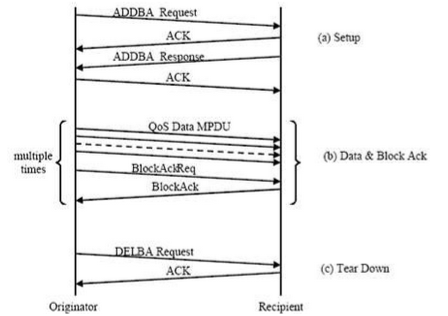 ADDBA Request
ACK
(a) Setup
ADDBA Response
ACK
QoS Data MPDU
multiple
times
(b) Data & Block Ack
BlockAckReq
BlockAck
DELBA Request
ACK
(c) Tear Down
Originator
Recipient